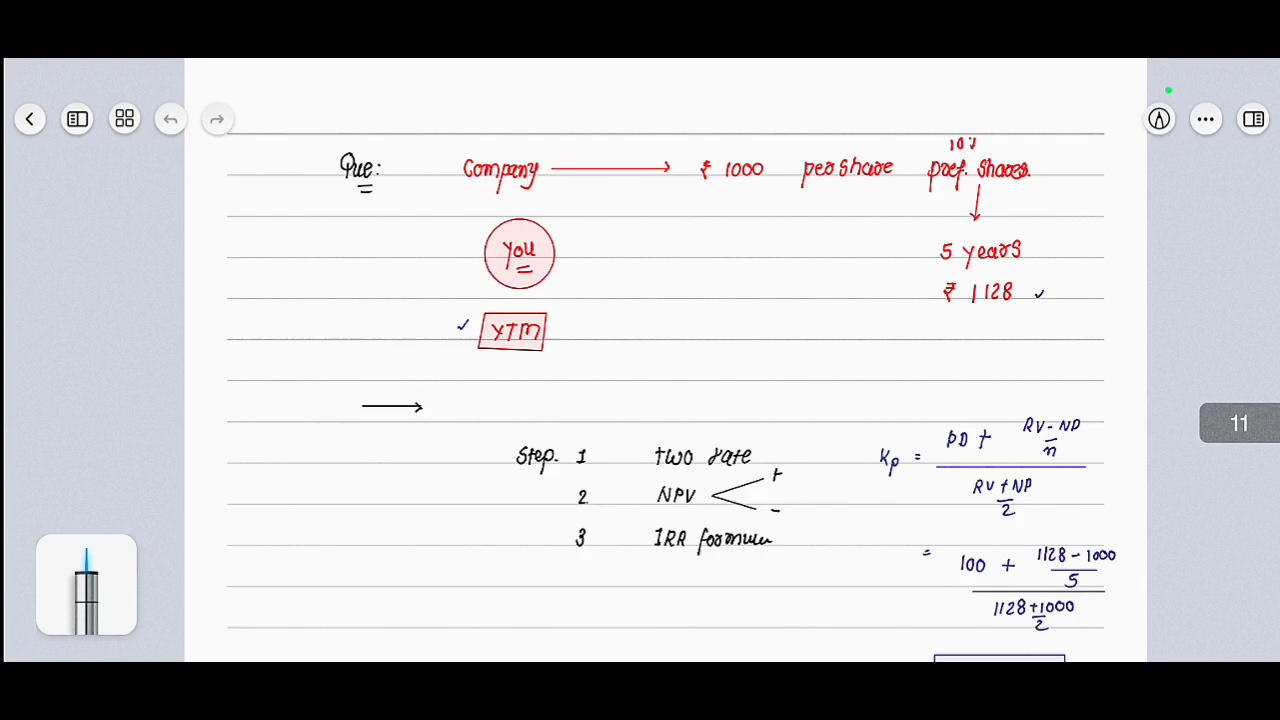 10%
Que: Company → ₹ 1000 per share pref. shares.
You
5 years
₹ 1128 ✓
✓ YTM
→
Step. 1 two rate
2 NPV + -
3 IRR formula
Kp = PD + RV - NP / n
RV + NP / 2
= 100 + 1128 - 1000 / 5
1128 + 1000 / 2
11